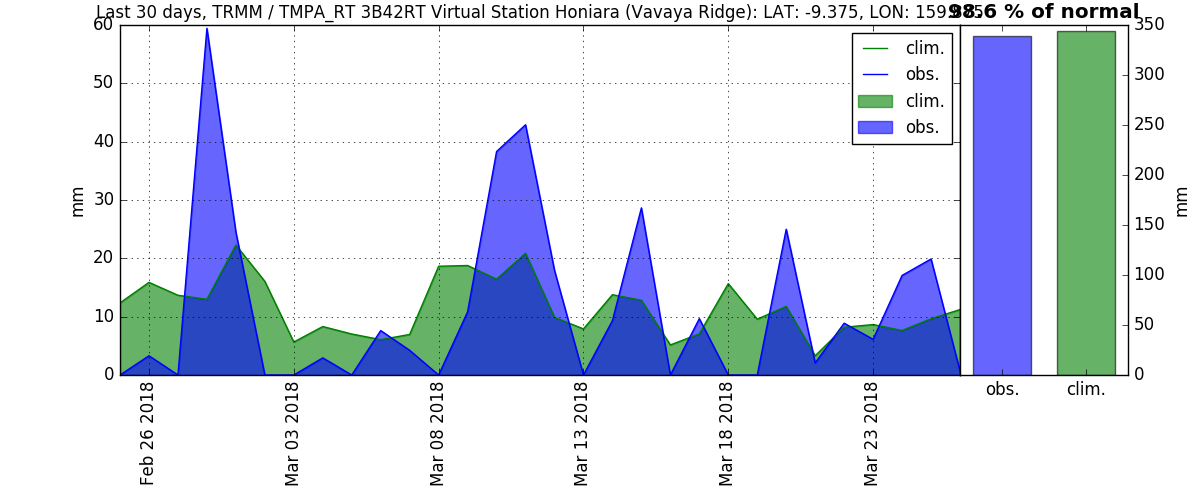 Last 30 days, TRMM / TMPA_RT 3B42RT Virtual Station Honiara (Vavaya Ridge): LAT: -9.375, LON:
98.6 % of normal
60
50
40
30
20
10
0
mm
clim.
obs.
clim.
obs.
350
300
250
200
150
100
50
0
mm
obs.
clim.
Feb 26 2018
Mar 03 2018
Mar 08 2018
Mar 13 2018
Mar 18 2018
Mar 23 2018